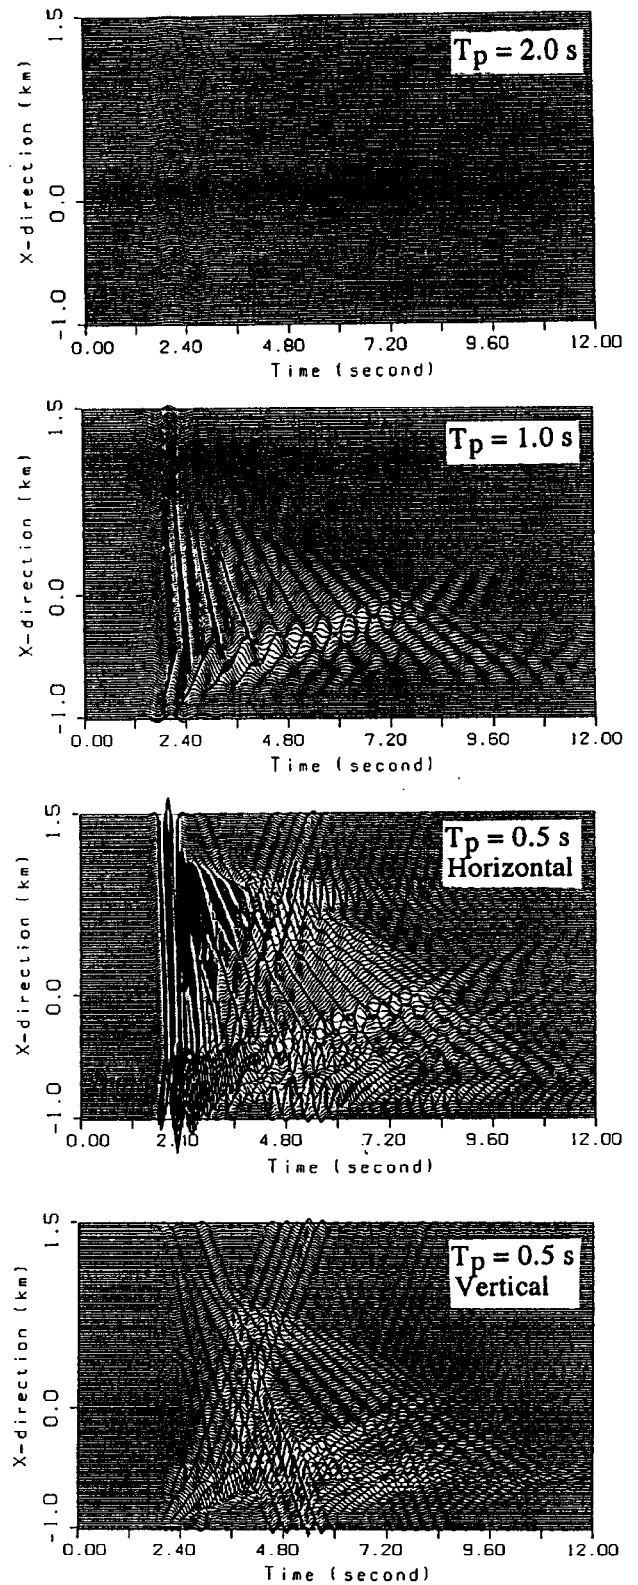 1.5
Tp = 2.0 s
X-direction (km)
0.0
-1.0
0.00 2.40 4.80 7.20 9.60 12.00
Time (second)
1.5
Tp = 1.0 s
X-direction (km)
0.0
-1.0
0.00 2.40 4.80 7.20 9.60 12.00
Time (second)
1.5
Tp = 0.5 s
Horizontal
X-direction (km)
0.0
-1.0
0.00 2.40 4.80 7.20 9.60 12.00
Time (second)
1.5
Tp = 0.5 s
Vertical
X-direction (km)
0.0
-1.0
0.00 2.40 4.80 7.20 9.60 12.00
Time (second)